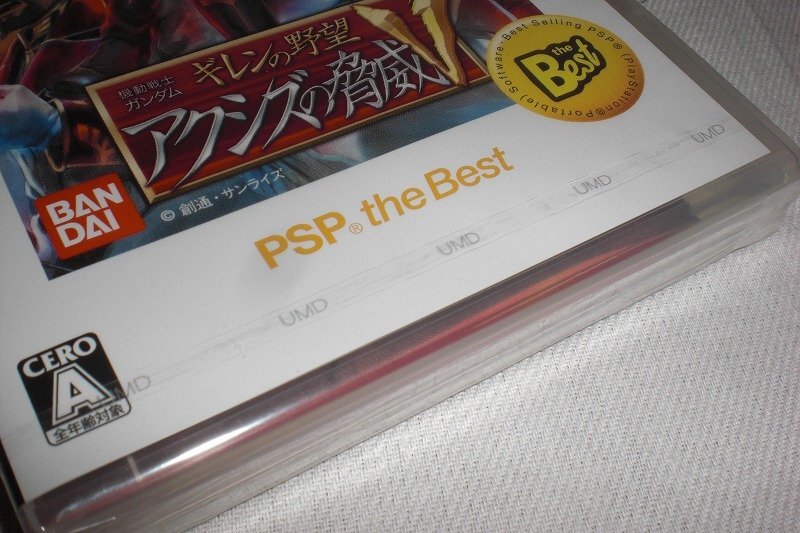 機動戦士
ガンダム
ギレンの野望
アクシズの脅威V
Software. Best Selling PSP® (PlayStation®Portable)
the
Best
BAN
DAI
© 創通・サンライズ
PSP® the Best
UMD
UMD
UMD
UMD
UMD
CERO
A
全年齢対象